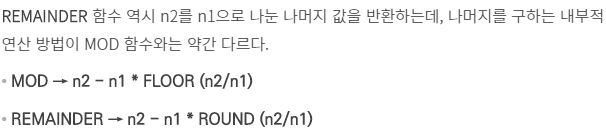 REMAINDER 함수 역시 n2를 n1으로 나눈 나머지 값을 반환하는데, 나머지를 구하는 내부적
연산 방법이 MOD 함수와는 약간 다르다.
• MOD → n2 - n1 * FLOOR (n2/n1)
• REMAINDER → n2 - n1 * ROUND (n2/n1)